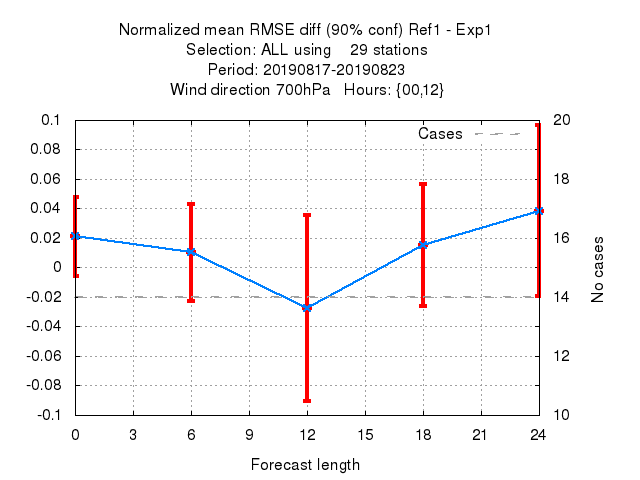 Normalized mean RMSE diff (90% conf) Ref1 - Exp1
Selection: ALL using 29 stations
Period: 20190817-20190823
Wind direction 700hPa Hours: {00,12}
Cases
0.1
0.08
0.06
0.04
0.02
0
-0.02
-0.04
-0.06
-0.08
-0.1
20
18
16
14
12
10
No cases
0 3 6 9 12 15 18 21 24
Forecast length